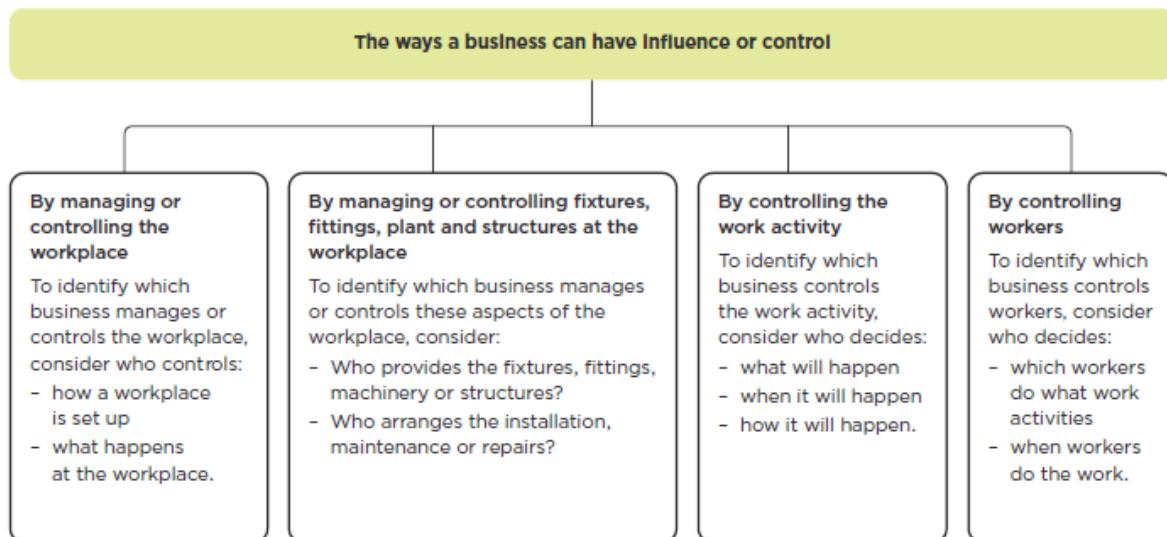 The ways a business can have influence or control
By managing or
controlling the
workplace
To identify which
business manages or
controls the workplace,
consider who controls:
– how a workplace
is set up
– what happens
at the workplace.
By managing or controlling fixtures,
fittings, plant and structures at the
workplace
To identify which business manages
or controls these aspects of the
workplace, consider:
– Who provides the fixtures, fittings,
machinery or structures?
– Who arranges the installation,
maintenance or repairs?
By controlling the
work activity
To identify which
business controls
the work activity,
consider who decides:
– what will happen
– when it will happen
– how it will happen.
By controlling
workers
To identify which
business controls
workers, consider
who decides:
– which workers
do what work
activities
– when workers
do the work.